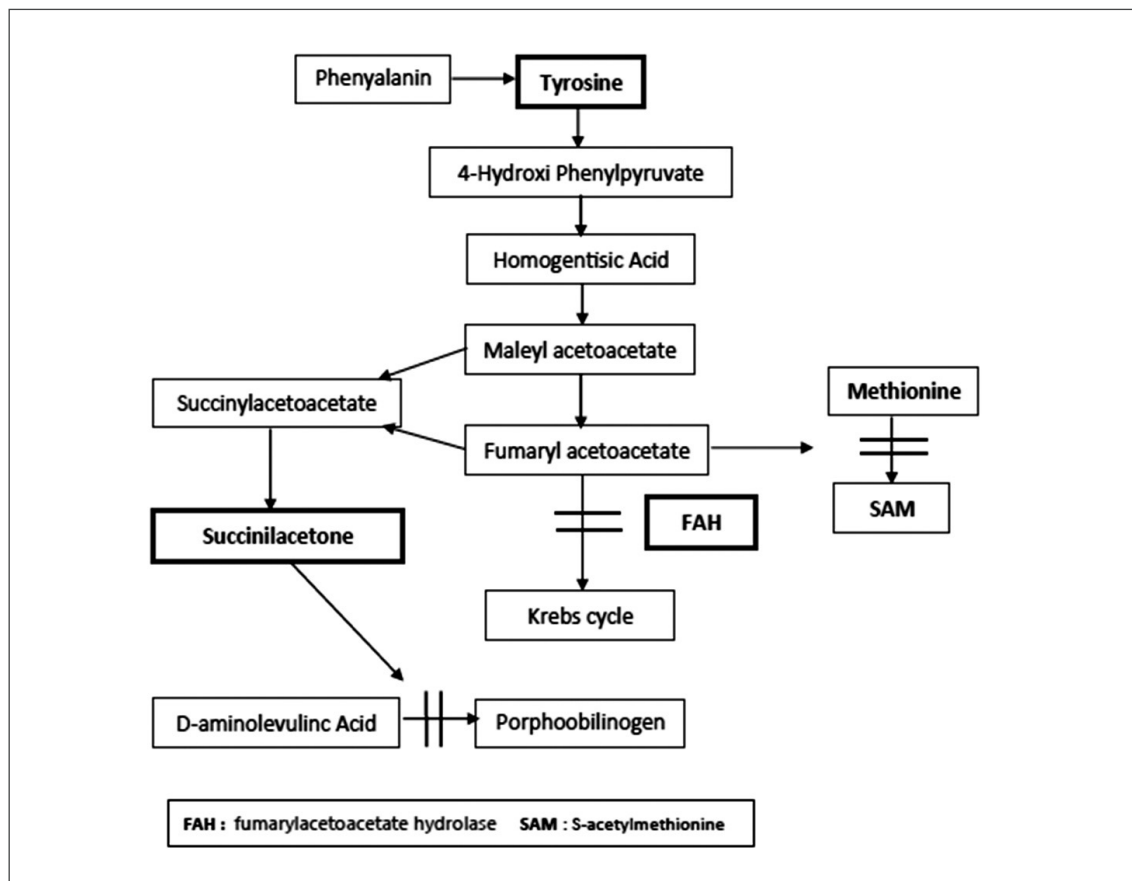 Phenyalanin
Tyrosine
4-Hydroxi Phenylpyruvate
Homogentisic Acid
Maleyl acetoacetate
Succinylacetoacetate
Methionine
Fumaryl acetoacetate
SAM
FAH
Succinilacetone
Krebs cycle
D-aminolevulinc Acid
Porphoobilinogen
FAH : fumarylacetoacetate hydrolase SAM : S-acetylmethionine